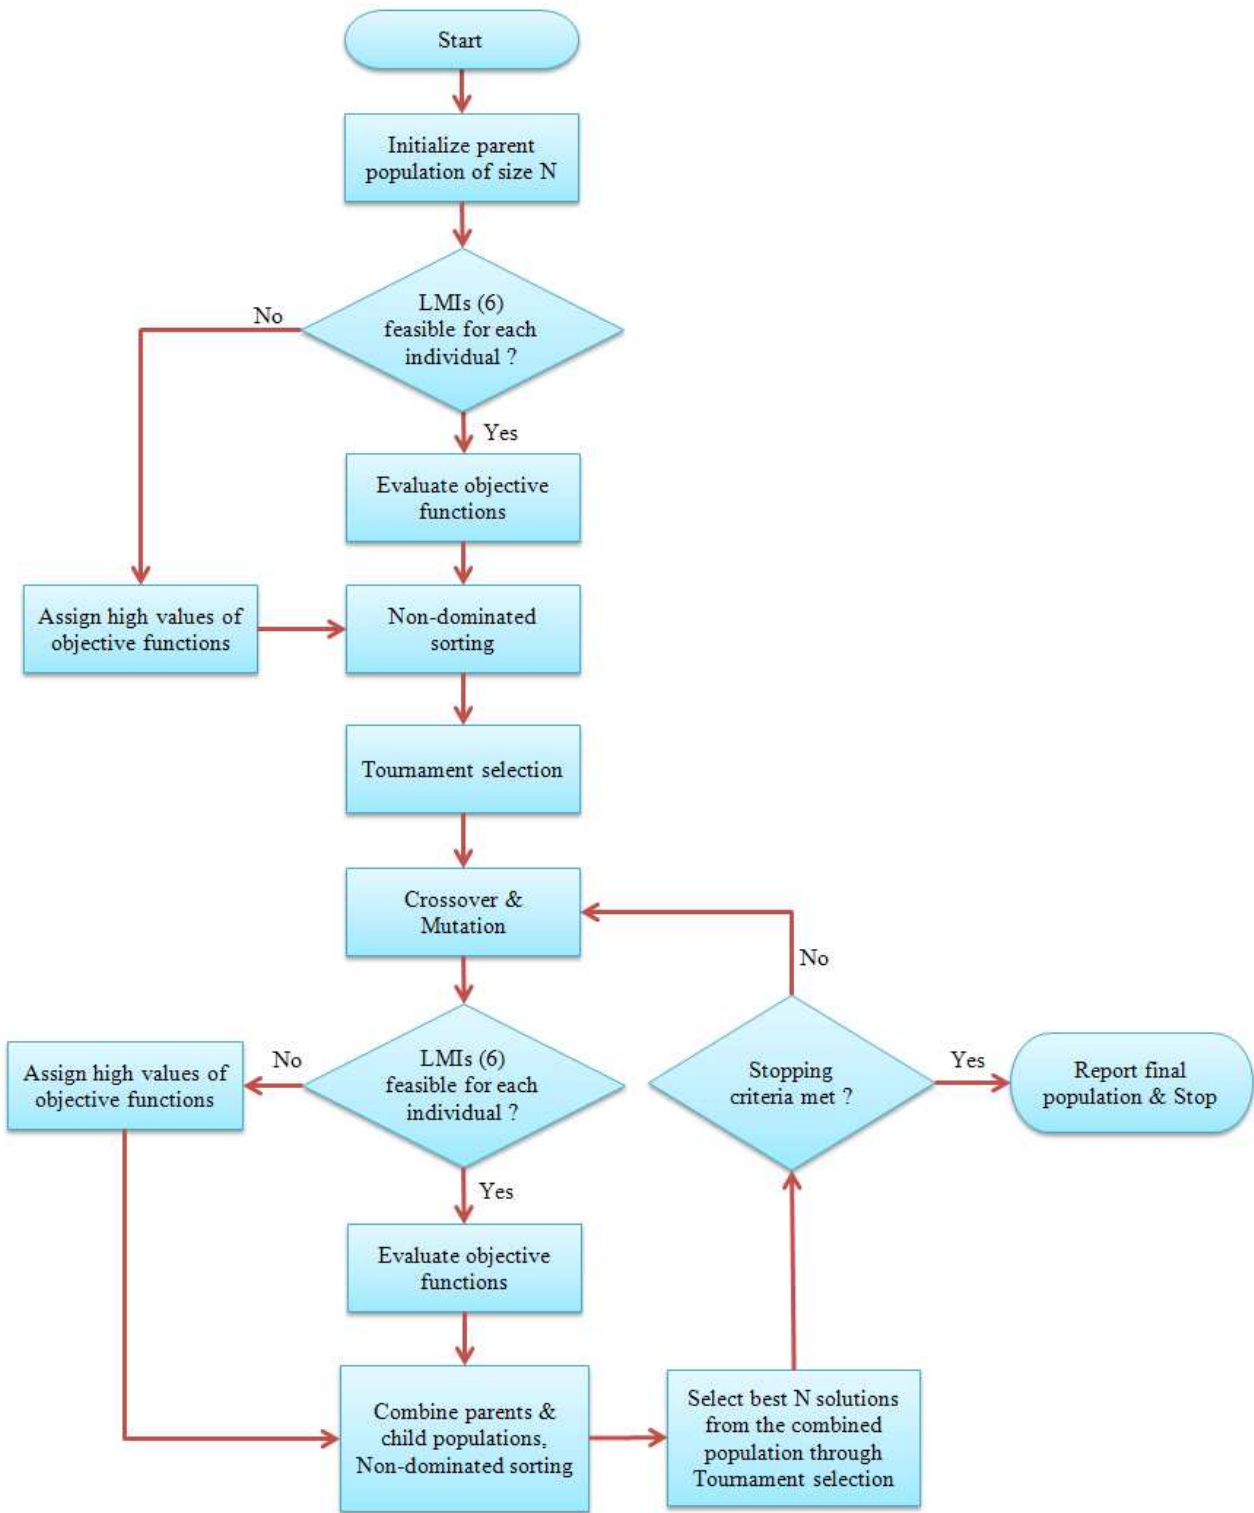 Start
Initialize parent
population of size N
LMIs (6)
feasible for each
individual ?
No
Yes
Evaluate objective
functions
Assign high values of
objective functions
Non-dominated
sorting
Tournament selection
Crossover &
Mutation
No
LMIs (6)
feasible for each
individual ?
No
Assign high values of
objective functions
Stopping
criteria met ?
Yes
Report final
population & Stop
Yes
Evaluate objective
functions
Combine parents &
child populations,
Non-dominated sorting
Select best N solutions
from the combined
population through
Tournament selection